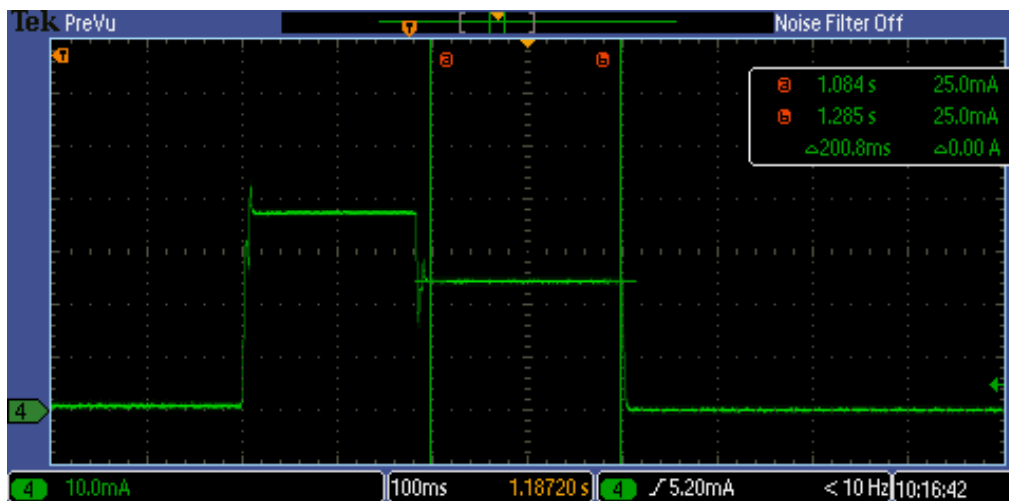 Tek PreVu Noise Filter Off
T
T
a b
a 1.084 s 25.0mA
b 1.285 s 25.0mA
△200.8ms △0.00 A
4
4 10.0mA 100ms 1.18720 s 4 5.20mA < 10 Hz 10:16:42